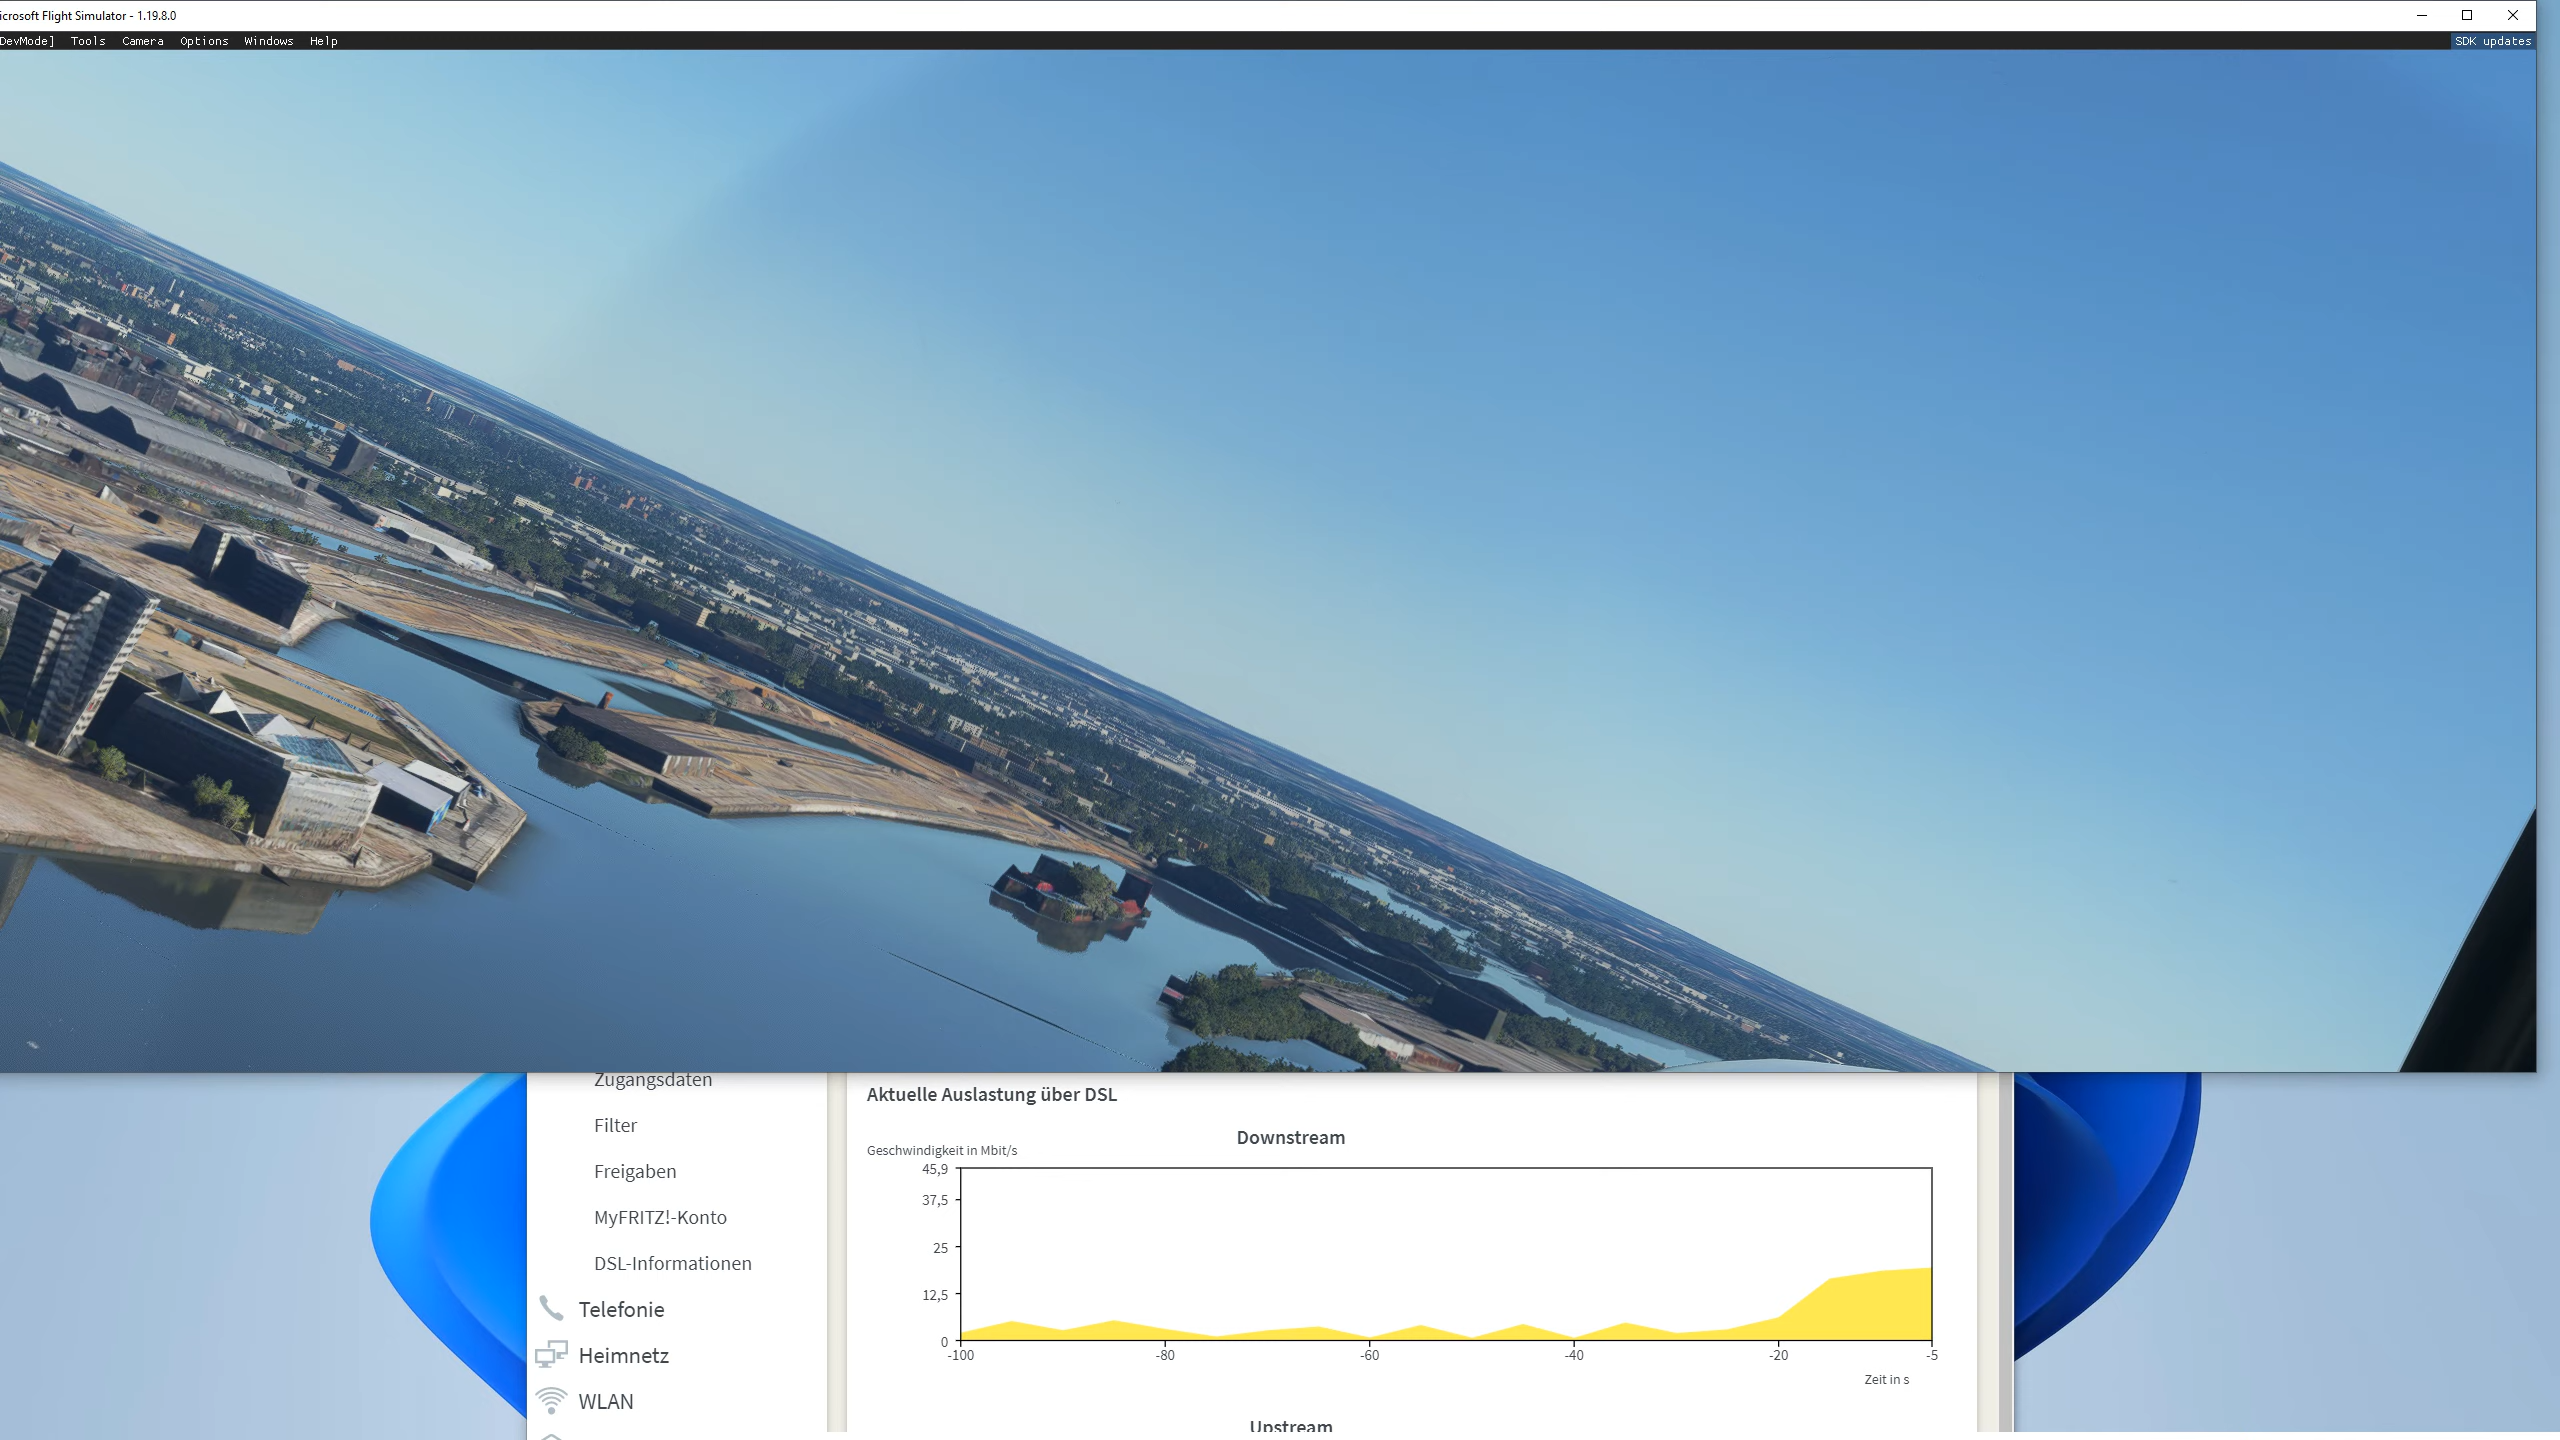 icrosoft Flight Simulator - 1.19.8.0
DevMode] Tools Camera Options Windows Help
SDK updates
Zugangsdaten
Filter
Freigaben
MyFRITZ!-Konto
DSL-Informationen
Telefonie
Heimnetz
WLAN
Aktuelle Auslastung über DSL
Downstream
Geschwindigkeit in Mbit/s
45,9
37,5
25
12,5
0
-100 -80 -60 -40 -20 -5
Zeit in s
Upstream